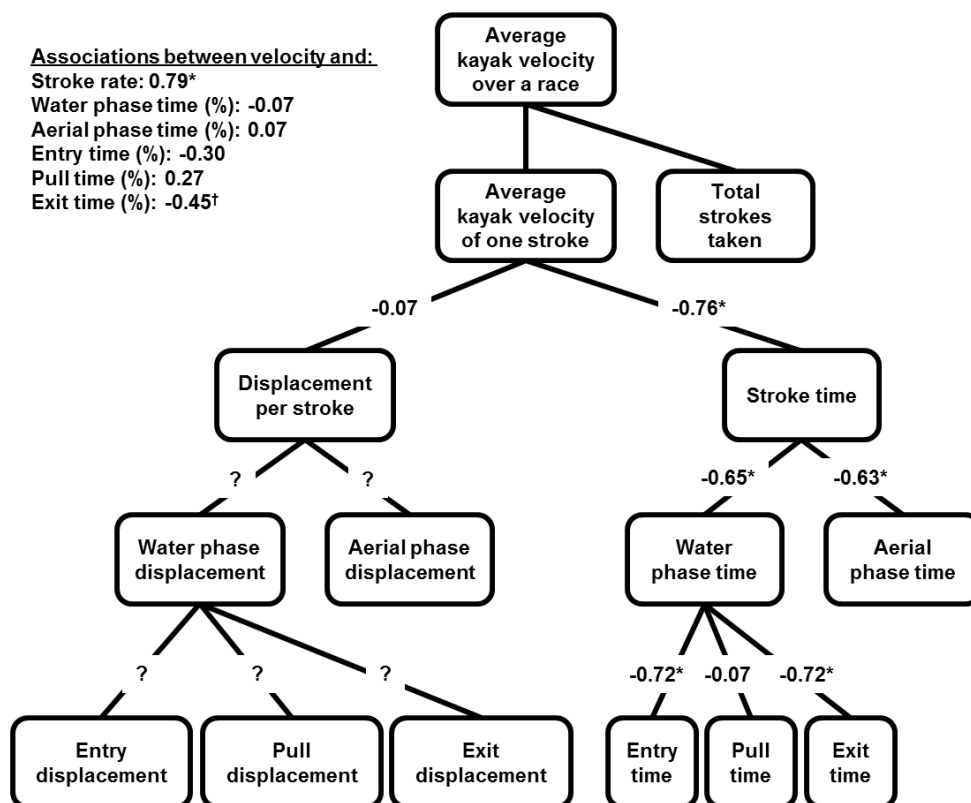 Associations between velocity and:
Stroke rate: 0.79*
Water phase time (%): -0.07
Aerial phase time (%): 0.07
Entry time (%): -0.30
Pull time (%): 0.27
Exit time (%): -0.45†
Average
kayak velocity
over a race
Average
kayak velocity
of one stroke
Total
strokes
taken
-0.07
-0.76*
Displacement
per stroke
Stroke time
?
?
-0.65*
-0.63*
Water phase
displacement
Aerial phase
displacement
Water
phase time
Aerial
phase time
?
?
?
-0.72*
-0.07
-0.72*
Entry
displacement
Pull
displacement
Exit
displacement
Entry
time
Pull
time
Exit
time